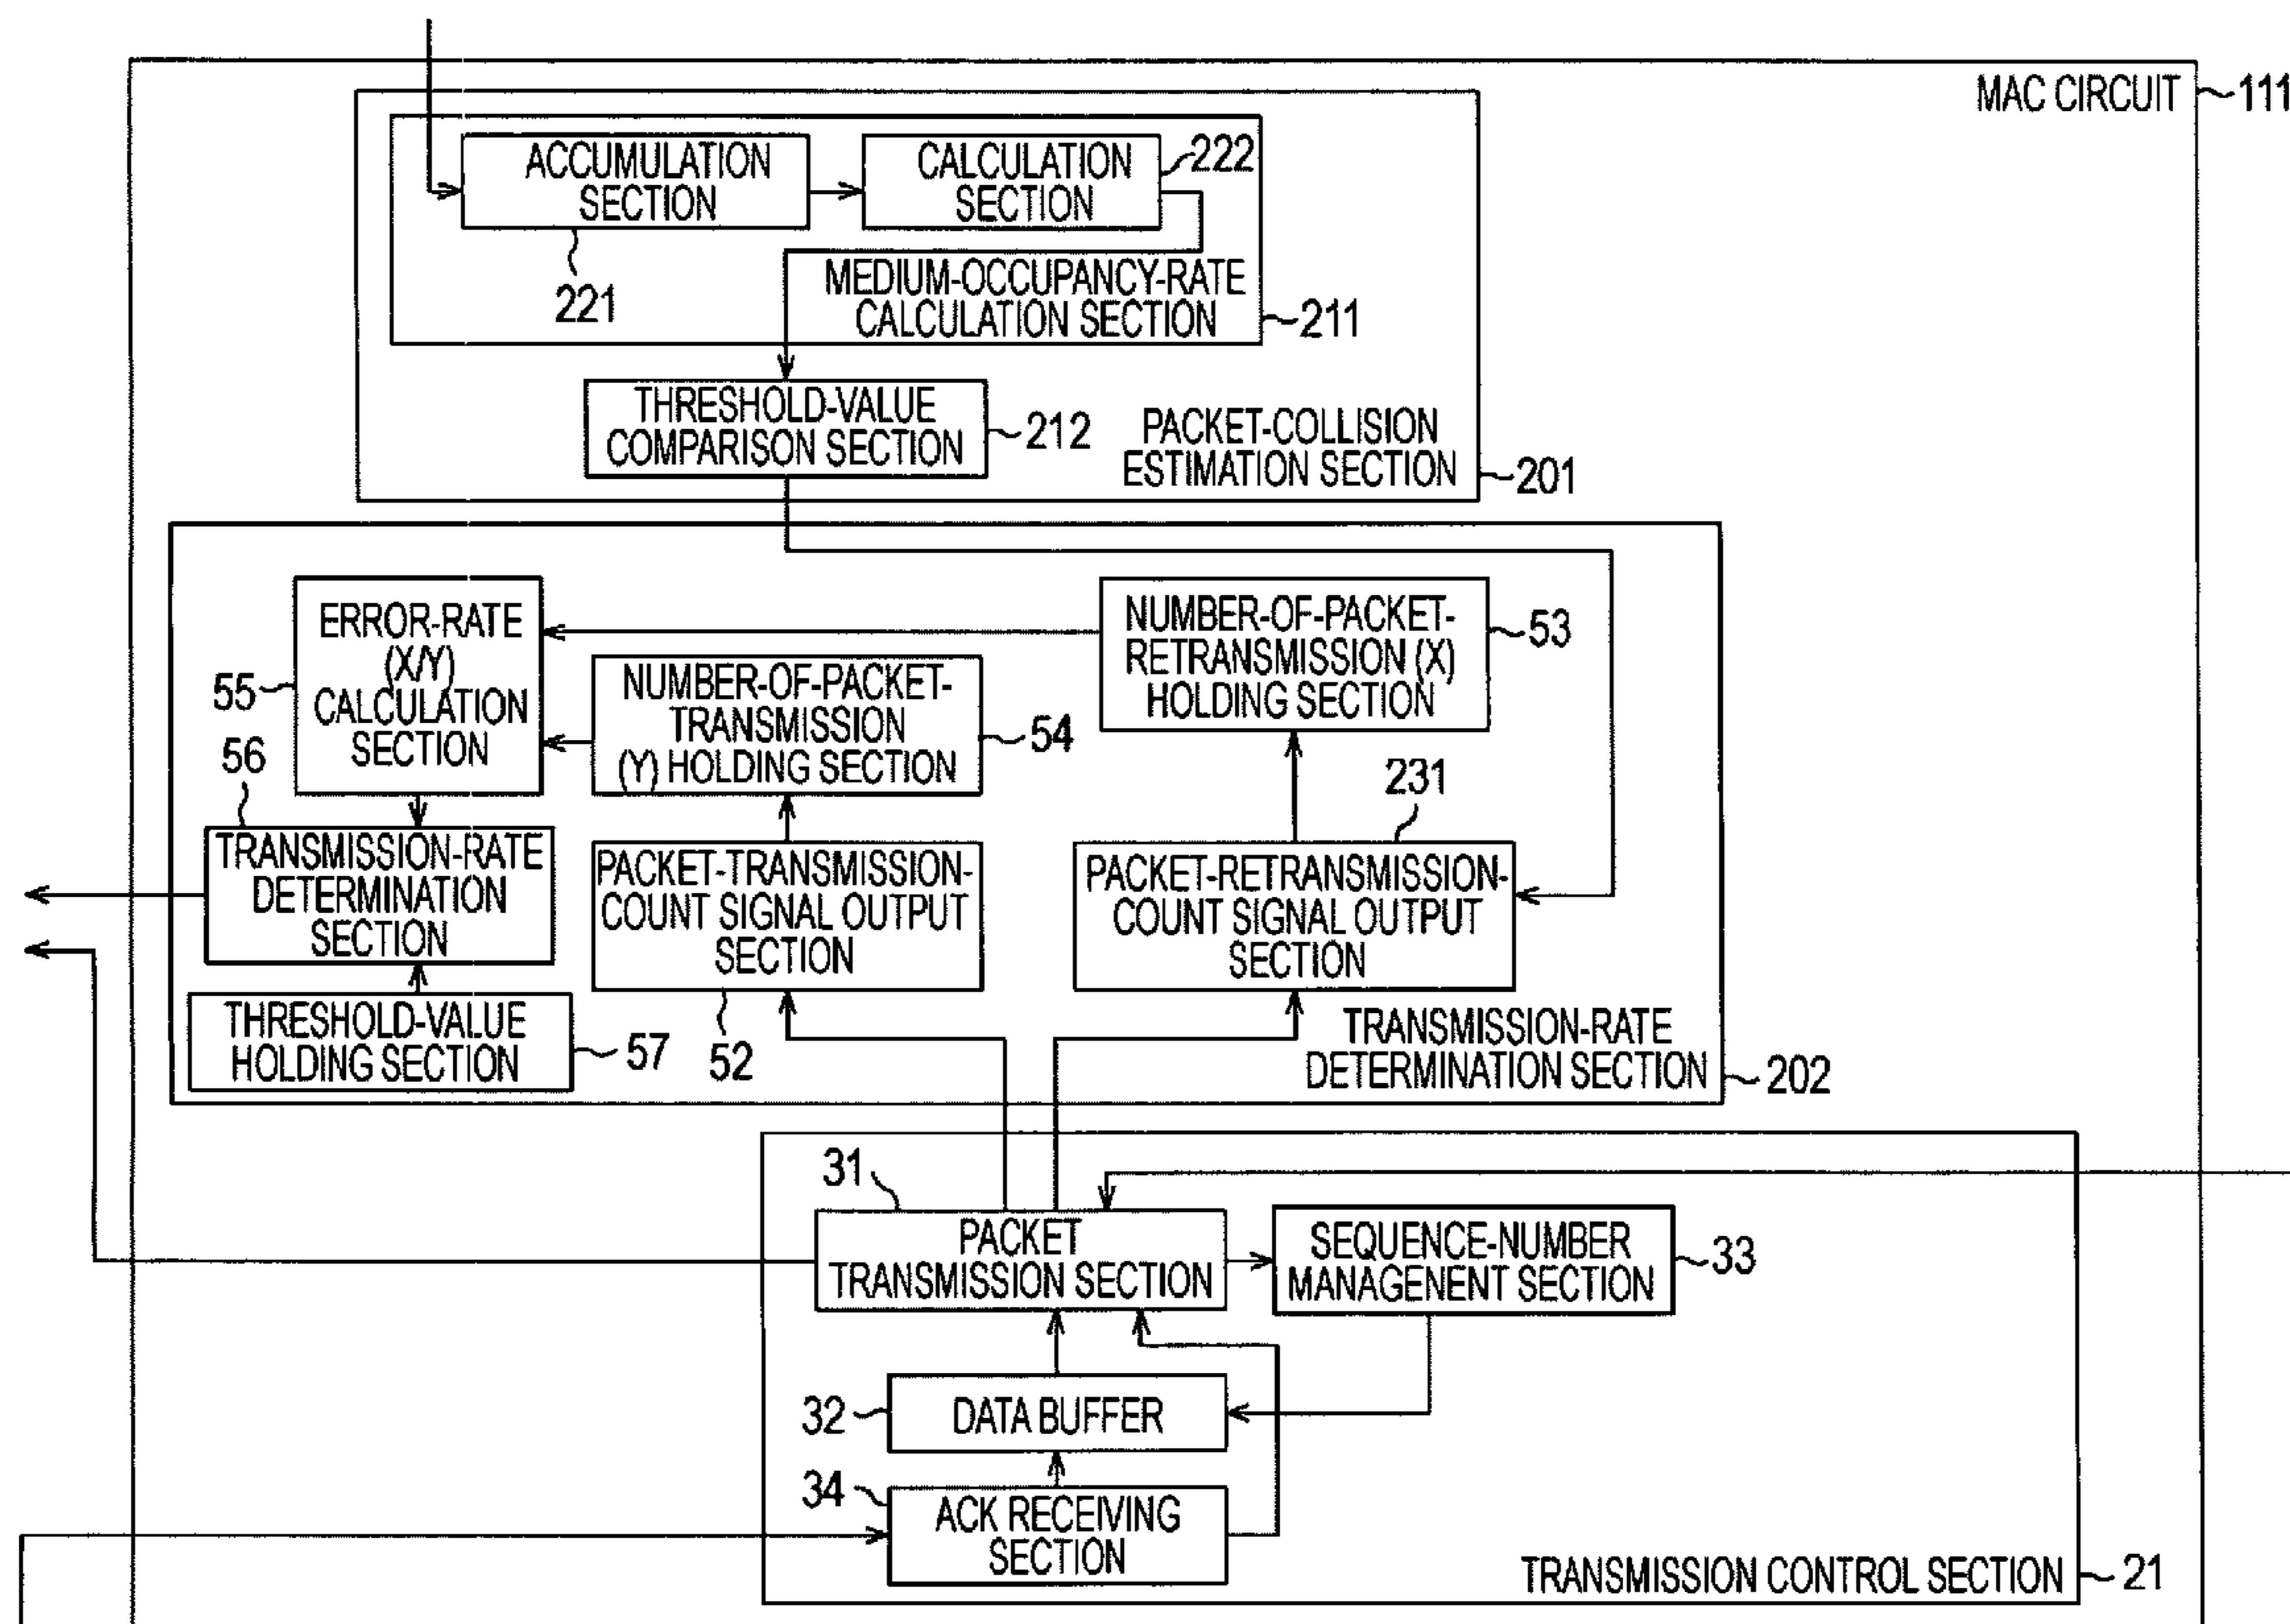 MAC CIRCUIT
111
ACCUMULATION
SECTION
221
CALCULATION
SECTION
222
MEDIUM-OCCUPANCY-RATE
CALCULATION SECTION
211
THRESHOLD-VALUE
COMPARISON SECTION
212
PACKET-COLLISION
ESTIMATION SECTION
201
ERROR-RATE
(X/Y)
CALCULATION
SECTION
55
NUMBER-OF-PACKET-
TRANSMISSION
(Y) HOLDING SECTION
54
NUMBER-OF-PACKET-
RETRANSMISSION (X)
HOLDING SECTION
53
56
TRANSMISSION-RATE
DETERMINATION
SECTION
PACKET-TRANSMISSION-
COUNT SIGNAL OUTPUT
SECTION
52
231
PACKET-RETRANSMISSION-
COUNT SIGNAL OUTPUT
SECTION
THRESHOLD-VALUE
HOLDING SECTION
57
TRANSMISSION-RATE
DETERMINATION SECTION
202
31
PACKET
TRANSMISSION SECTION
SEQUENCE-NUMBER
MANAGENENT SECTION
33
32
DATA BUFFER
34
ACK RECEIVING
SECTION
TRANSMISSION CONTROL SECTION
21